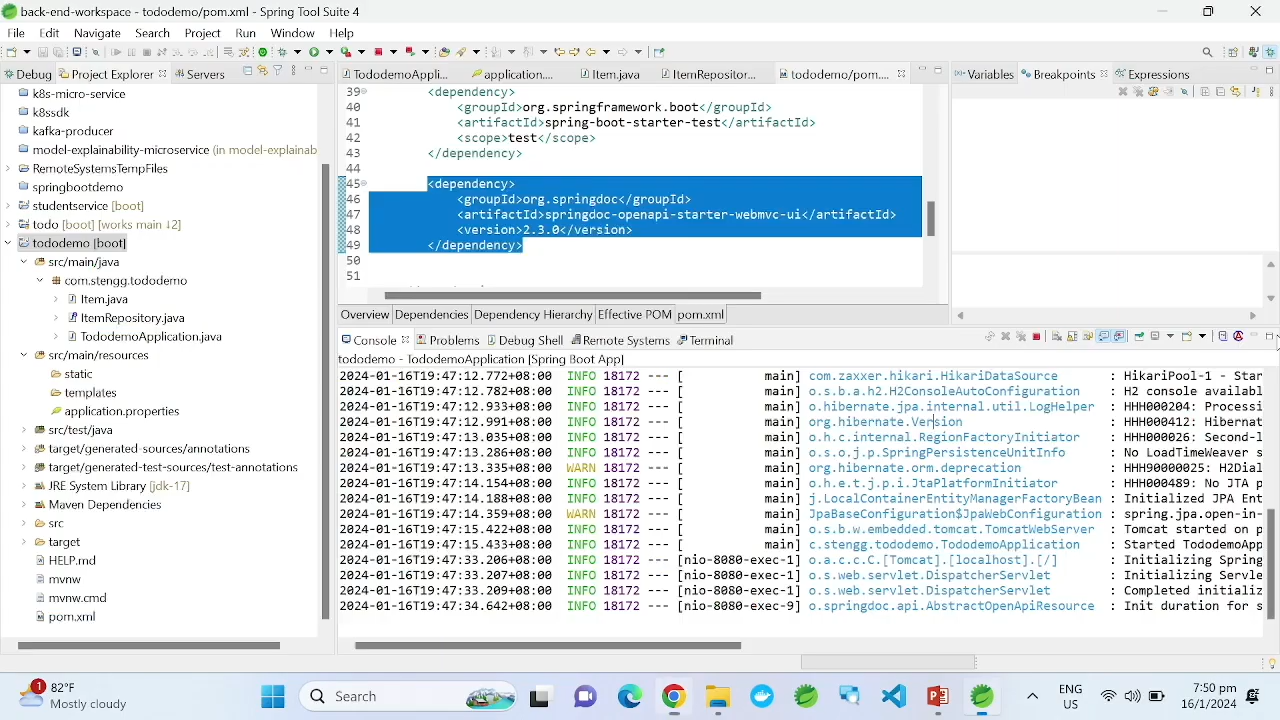 back-end-workspace - tododemo/pom.xml - Spring Tool Suite 4
File Edit Navigate Search Project Run Window Help
Debug Project Explorer Servers
k8s-micro-service
k8ssdk
kafka-producer
model-explainability-microservice (in model-explainab
RemoteSystemsTempFiles
springbootdemo
studentservice [boot]
todo [boot] [works main ↓2]
tododemo [boot]
src/main/java
com.stengg.tododemo
Item.java
ItemRepository.java
TododemoApplication.java
src/main/resources
static
templates
application.properties
src/test/java
target/generated-sources/annotations
target/generated-test-sources/test-annotations
JRE System Library [jdk-17]
Maven Dependencies
src
target
HELP.md
mvnw
mvnw.cmd
pom.xml
TododemoAppli... application.... Item.java ItemRepositor... tododemo/pom....
39 <dependency>
40 <groupId>org.springframework.boot</groupId>
41 <artifactId>spring-boot-starter-test</artifactId>
42 <scope>test</scope>
43 </dependency>
44
45 <dependency>
46 <groupId>org.springdoc</groupId>
47 <artifactId>springdoc-openapi-starter-webmvc-ui</artifactId>
48 <version>2.3.0</version>
49 </dependency>
50
51
Overview Dependencies Dependency Hierarchy Effective POM pom.xml
Variables Breakpoints Expressions
Console Problems Debug Shell Remote Systems Terminal
tododemo - TododemoApplication [Spring Boot App]
2024-01-16T19:47:12.772+08:00 INFO 18172 --- [ main] com.zaxxer.hikari.HikariDataSource : HikariPool-1 - Star
2024-01-16T19:47:12.782+08:00 INFO 18172 --- [ main] o.s.b.a.h2.H2ConsoleAutoConfiguration : H2 console availabl
2024-01-16T19:47:12.933+08:00 INFO 18172 --- [ main] o.hibernate.jpa.internal.util.LogHelper : HHH000204: Processi
2024-01-16T19:47:12.991+08:00 INFO 18172 --- [ main] org.hibernate.Version : HHH000412: Hibernat
2024-01-16T19:47:13.035+08:00 INFO 18172 --- [ main] o.h.c.internal.RegionFactoryInitiator : HHH000026: Second-l
2024-01-16T19:47:13.286+08:00 INFO 18172 --- [ main] o.s.o.j.p.SpringPersistenceUnitInfo : No LoadTimeWeaver s
2024-01-16T19:47:13.335+08:00 WARN 18172 --- [ main] org.hibernate.orm.deprecation : HHH90000025: H2Dial
2024-01-16T19:47:14.154+08:00 INFO 18172 --- [ main] o.h.e.t.j.p.i.JtaPlatformInitiator : HHH000489: No JTA p
2024-01-16T19:47:14.188+08:00 INFO 18172 --- [ main] j.LocalContainerEntityManagerFactoryBean : Initialized JPA Ent
2024-01-16T19:47:14.359+08:00 WARN 18172 --- [ main] JpaBaseConfiguration$JpaWebConfiguration : spring.jpa.open-in-
2024-01-16T19:47:15.422+08:00 INFO 18172 --- [ main] o.s.b.w.embedded.tomcat.TomcatWebServer : Tomcat started on p
2024-01-16T19:47:15.433+08:00 INFO 18172 --- [ main] c.stengg.tododemo.TododemoApplication : Started TododemoApp
2024-01-16T19:47:33.206+08:00 INFO 18172 --- [nio-8080-exec-1] o.a.c.c.C.[Tomcat].[localhost].[/] : Initializing Spring
2024-01-16T19:47:33.207+08:00 INFO 18172 --- [nio-8080-exec-1] o.s.web.servlet.DispatcherServlet : Initializing Servle
2024-01-16T19:47:33.209+08:00 INFO 18172 --- [nio-8080-exec-1] o.s.web.servlet.DispatcherServlet : Completed initializ
2024-01-16T19:47:34.642+08:00 INFO 18172 --- [nio-8080-exec-9] o.springdoc.api.AbstractOpenApiResource : Init duration for s
1
82°F
Mostly cloudy
Search
ENG
US
7:50 pm
16/1/2024